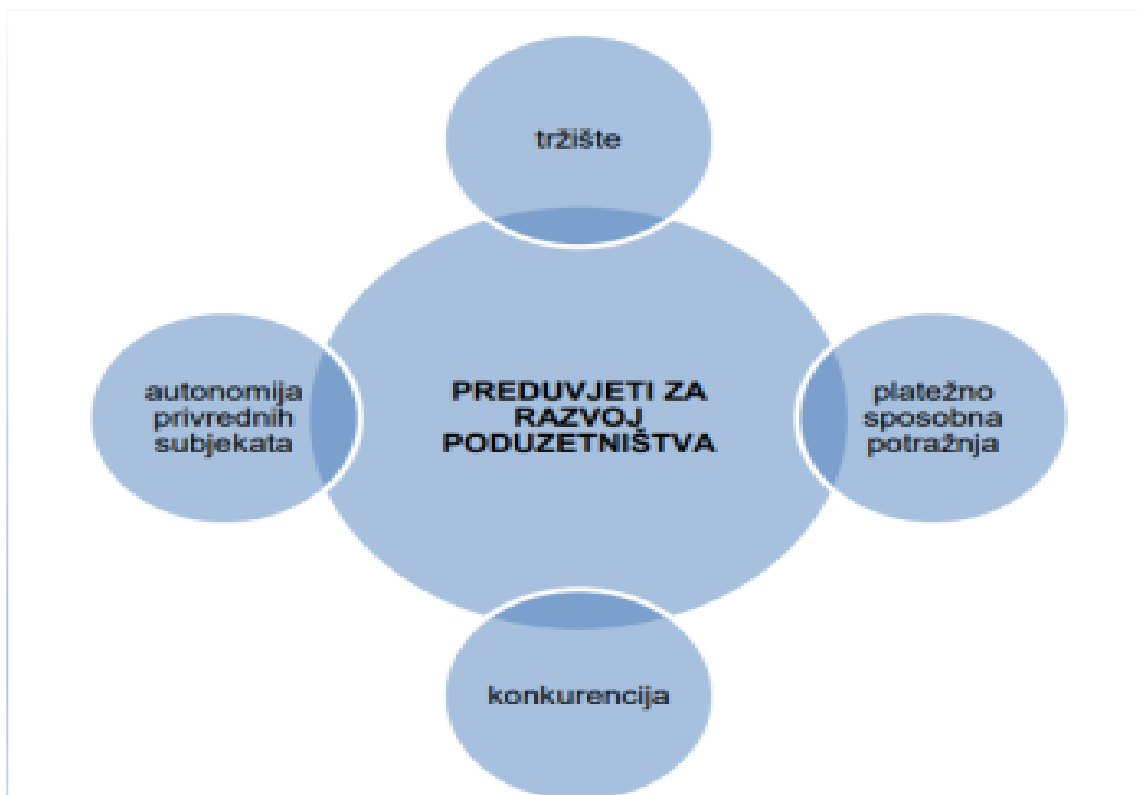 tržište
autonomija
privrednih
subjekata
PREDUVJETI ZA
RAZVOJ
PODUZETNIŠTVA
platežno
sposobna
potražnja
konkurencija